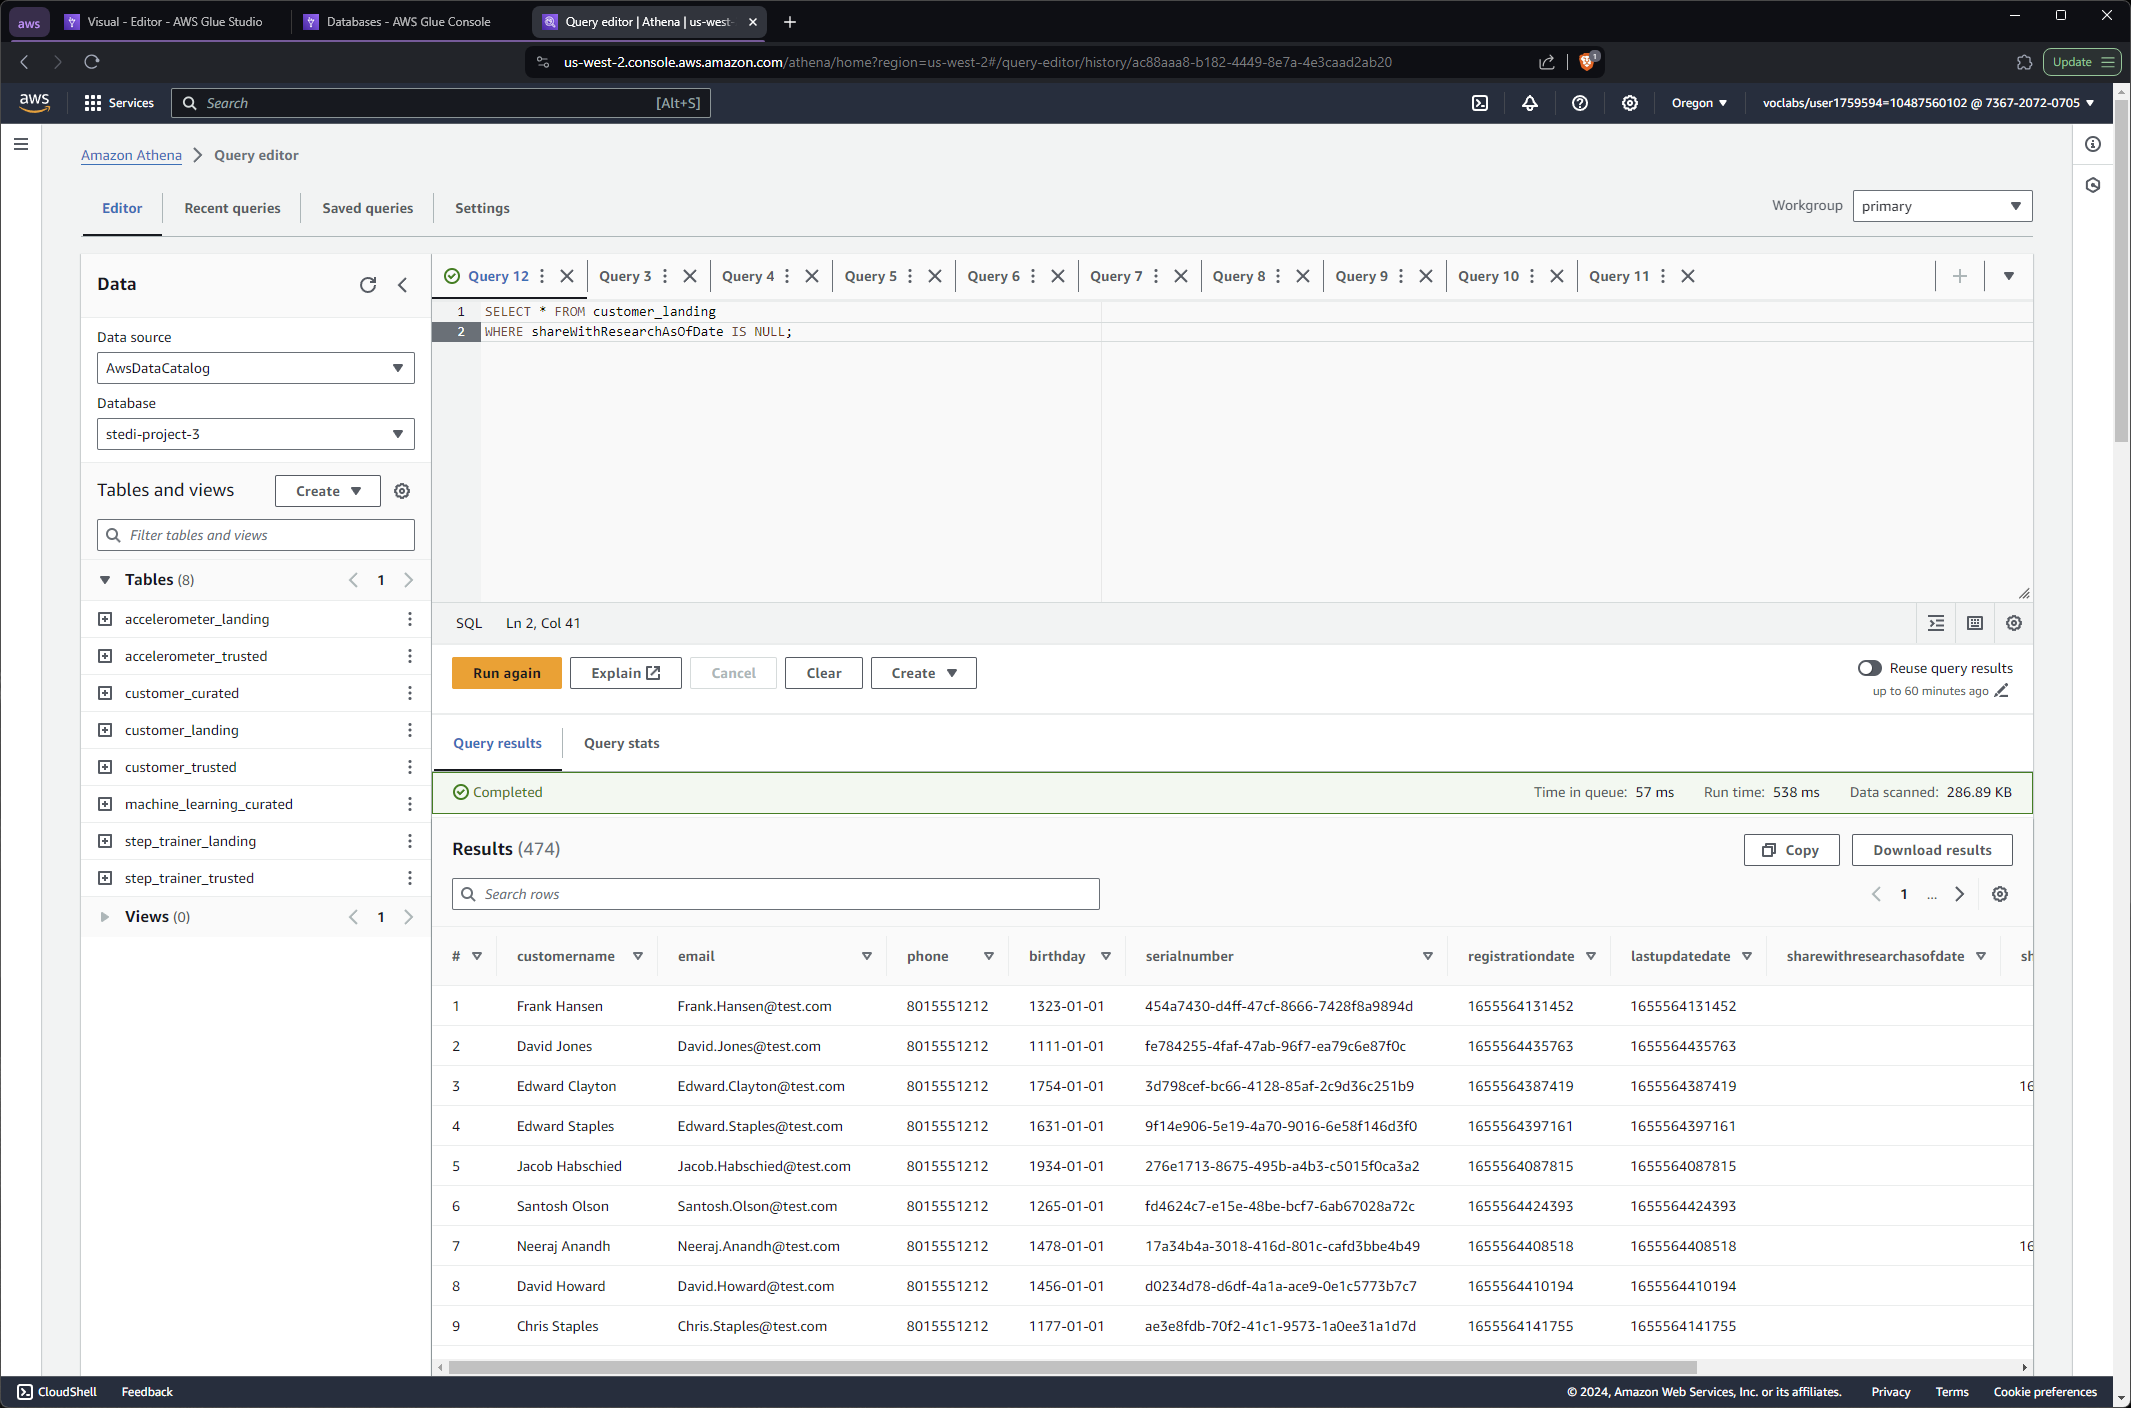 aws
Visual - Editor - AWS Glue Studio
Databases - AWS Glue Console
Query editor | Athena | us-west-
us-west-2.console.aws.amazon.com/athena/home?region=us-west-2#/query-editor/history/ac88aaa8-b182-4449-8e7a-4e3caad2ab20
1
Update
aws
Services
Search
[Alt+S]
Oregon
voclabs/user1759594=10487560102 @ 7367-2072-0705
Amazon Athena
Query editor
Editor
Recent queries
Saved queries
Settings
Workgroup
primary
Data
Data source
AwsDataCatalog
Database
stedi-project-3
Tables and views
Create
Filter tables and views
Tables (8)
1
accelerometer_landing
accelerometer_trusted
customer_curated
customer_landing
customer_trusted
machine_learning_curated
step_trainer_landing
step_trainer_trusted
Views (0)
1
Query 12
Query 3
Query 4
Query 5
Query 6
Query 7
Query 8
Query 9
Query 10
Query 11
1 SELECT * FROM customer_landing
2 WHERE shareWithResearchAsOfDate IS NULL;
SQL
Ln 2, Col 41
Run again
Explain
Cancel
Clear
Create
Reuse query results
up to 60 minutes ago
Query results
Query stats
Completed
Time in queue: 57 ms
Run time: 538 ms
Data scanned: 286.89 KB
Results (474)
Copy
Download results
Search rows
1 ...
# customername email phone birthday serialnumber registrationdate lastupdatedate sharewithresearchasofdate sh
1 Frank Hansen Frank.Hansen@test.com 8015551212 1323-01-01 454a7430-d4ff-47cf-8666-7428f8a9894d 1655564131452 1655564131452
2 David Jones David.Jones@test.com 8015551212 1111-01-01 fe784255-4faf-47ab-96f7-ea79c6e87f0c 1655564435763 1655564435763
3 Edward Clayton Edward.Clayton@test.com 8015551212 1754-01-01 3d798cef-bc66-4128-85af-2c9d36c251b9 1655564387419 1655564387419 16
4 Edward Staples Edward.Staples@test.com 8015551212 1631-01-01 9f14e906-5e19-4a70-9016-6e58f146d3f0 1655564397161 1655564397161
5 Jacob Habschied Jacob.Habschied@test.com 8015551212 1934-01-01 276e1713-8675-495b-a4b3-c5015f0ca3a2 1655564087815 1655564087815
6 Santosh Olson Santosh.Olson@test.com 8015551212 1265-01-01 fd4624c7-e15e-48be-bcf7-6ab67028a72c 1655564424393 1655564424393
7 Neeraj Anandh Neeraj.Anandh@test.com 8015551212 1478-01-01 17a34b4a-3018-416d-801c-cafd3bbe4b49 1655564408518 1655564408518 16
8 David Howard David.Howard@test.com 8015551212 1456-01-01 d0234d78-d6df-4a1a-ace9-0e1c5773b7c7 1655564410194 1655564410194
9 Chris Staples Chris.Staples@test.com 8015551212 1177-01-01 ae3e8fdb-70f2-41c1-9573-1a0ee31a1d7d 1655564141755 1655564141755
CloudShell
Feedback
© 2024, Amazon Web Services, Inc. or its affiliates.
Privacy
Terms
Cookie preferences